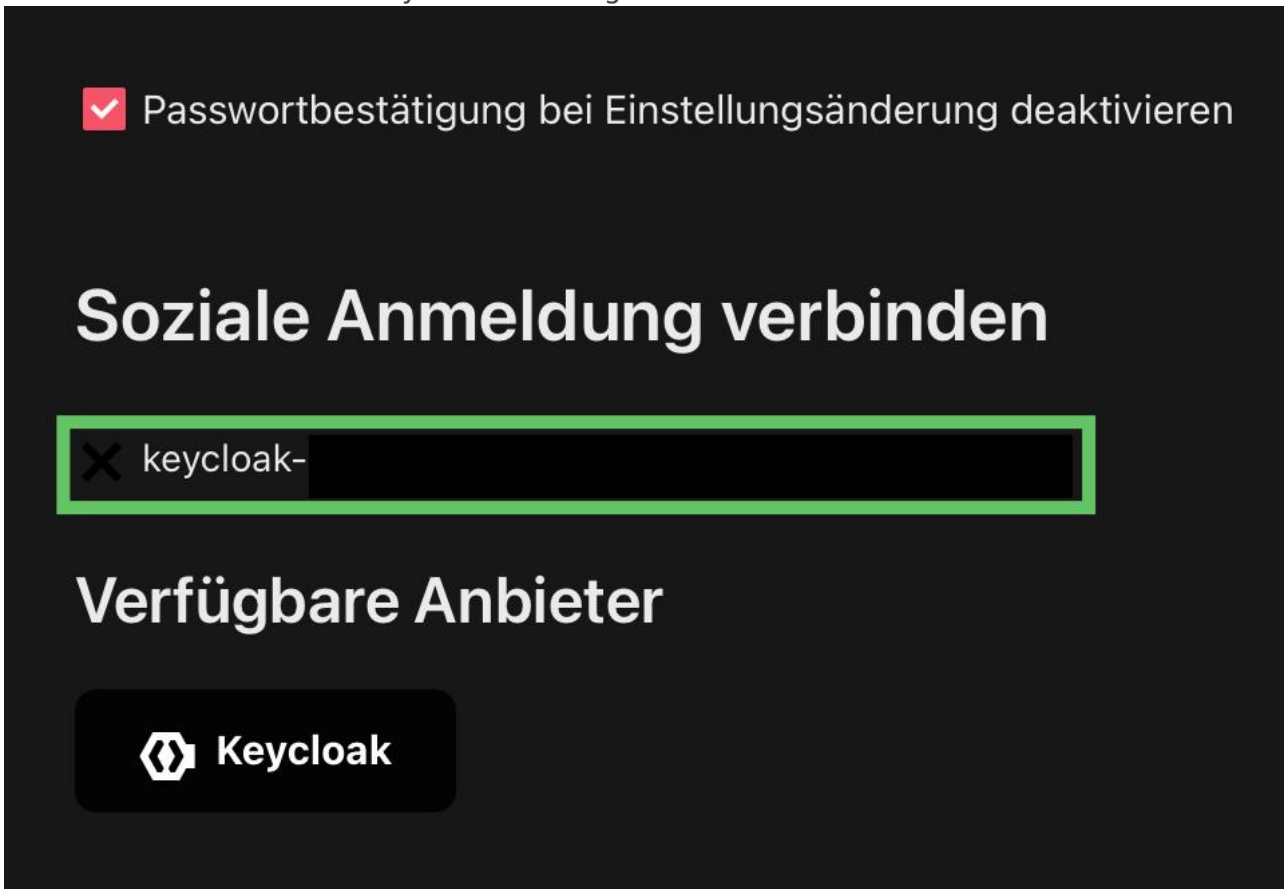 Passwortbestätigung bei Einstellungsänderung deaktivieren
Soziale Anmeldung verbinden
keycloak-
Verfügbare Anbieter
Keycloak